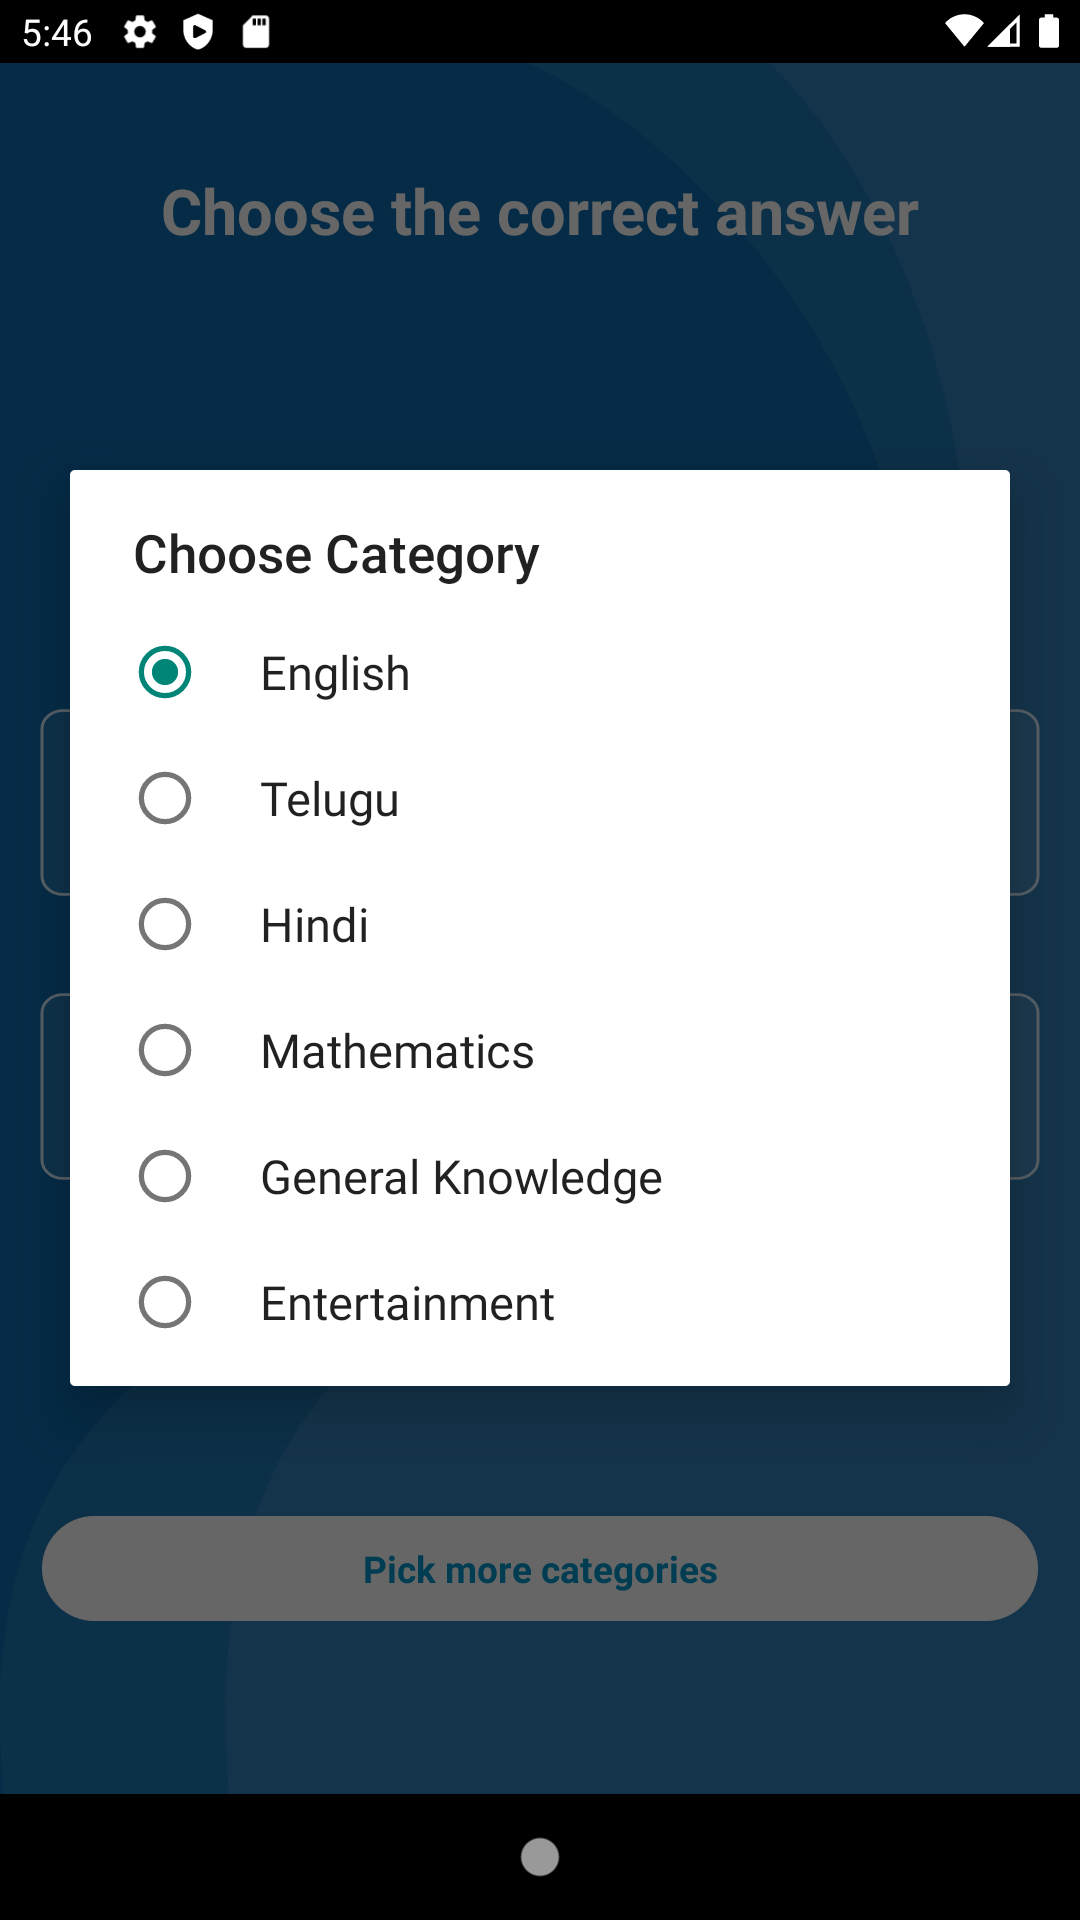 5:46
Choose the correct answer
Choose Category
English
Telugu
Hindi
Mathematics
General Knowledge
Entertainment
Pick more categories